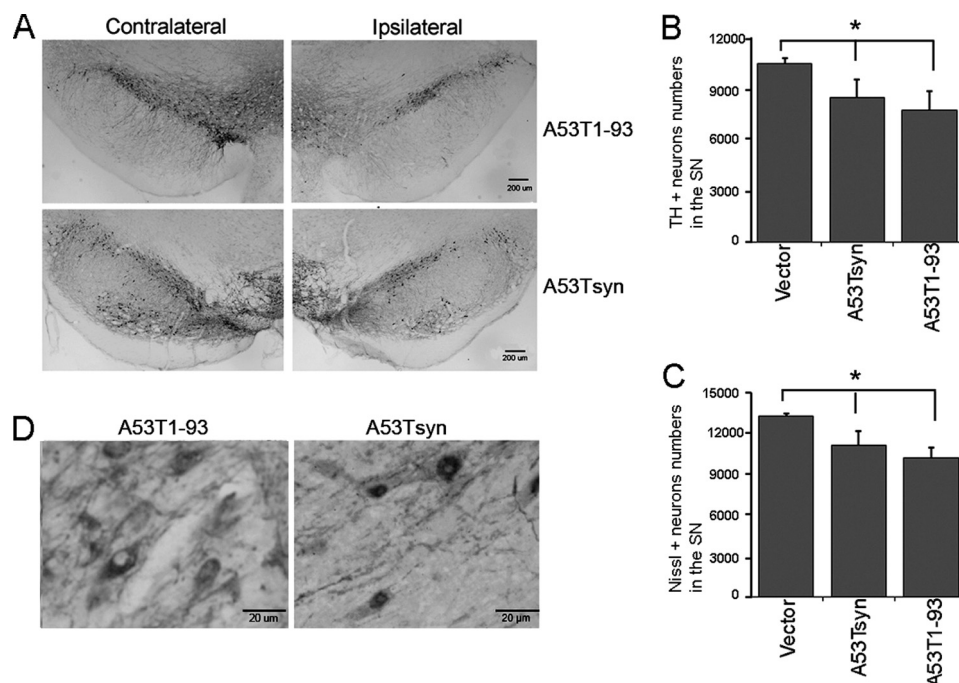 A
Contralateral
Ipsilateral
A53T1-93
200 um
A53Tsyn
200 um
D
A53T1-93
A53Tsyn
20 um
20 µm
B
12000
9000
6000
3000
0
TH + neurons numbers
in the SN
*
Vector
A53Tsyn
A53T1-93
C
15000
12000
9000
6000
3000
0
Nissl + neurons numbers
in the SN
*
Vector
A53Tsyn
A53T1-93